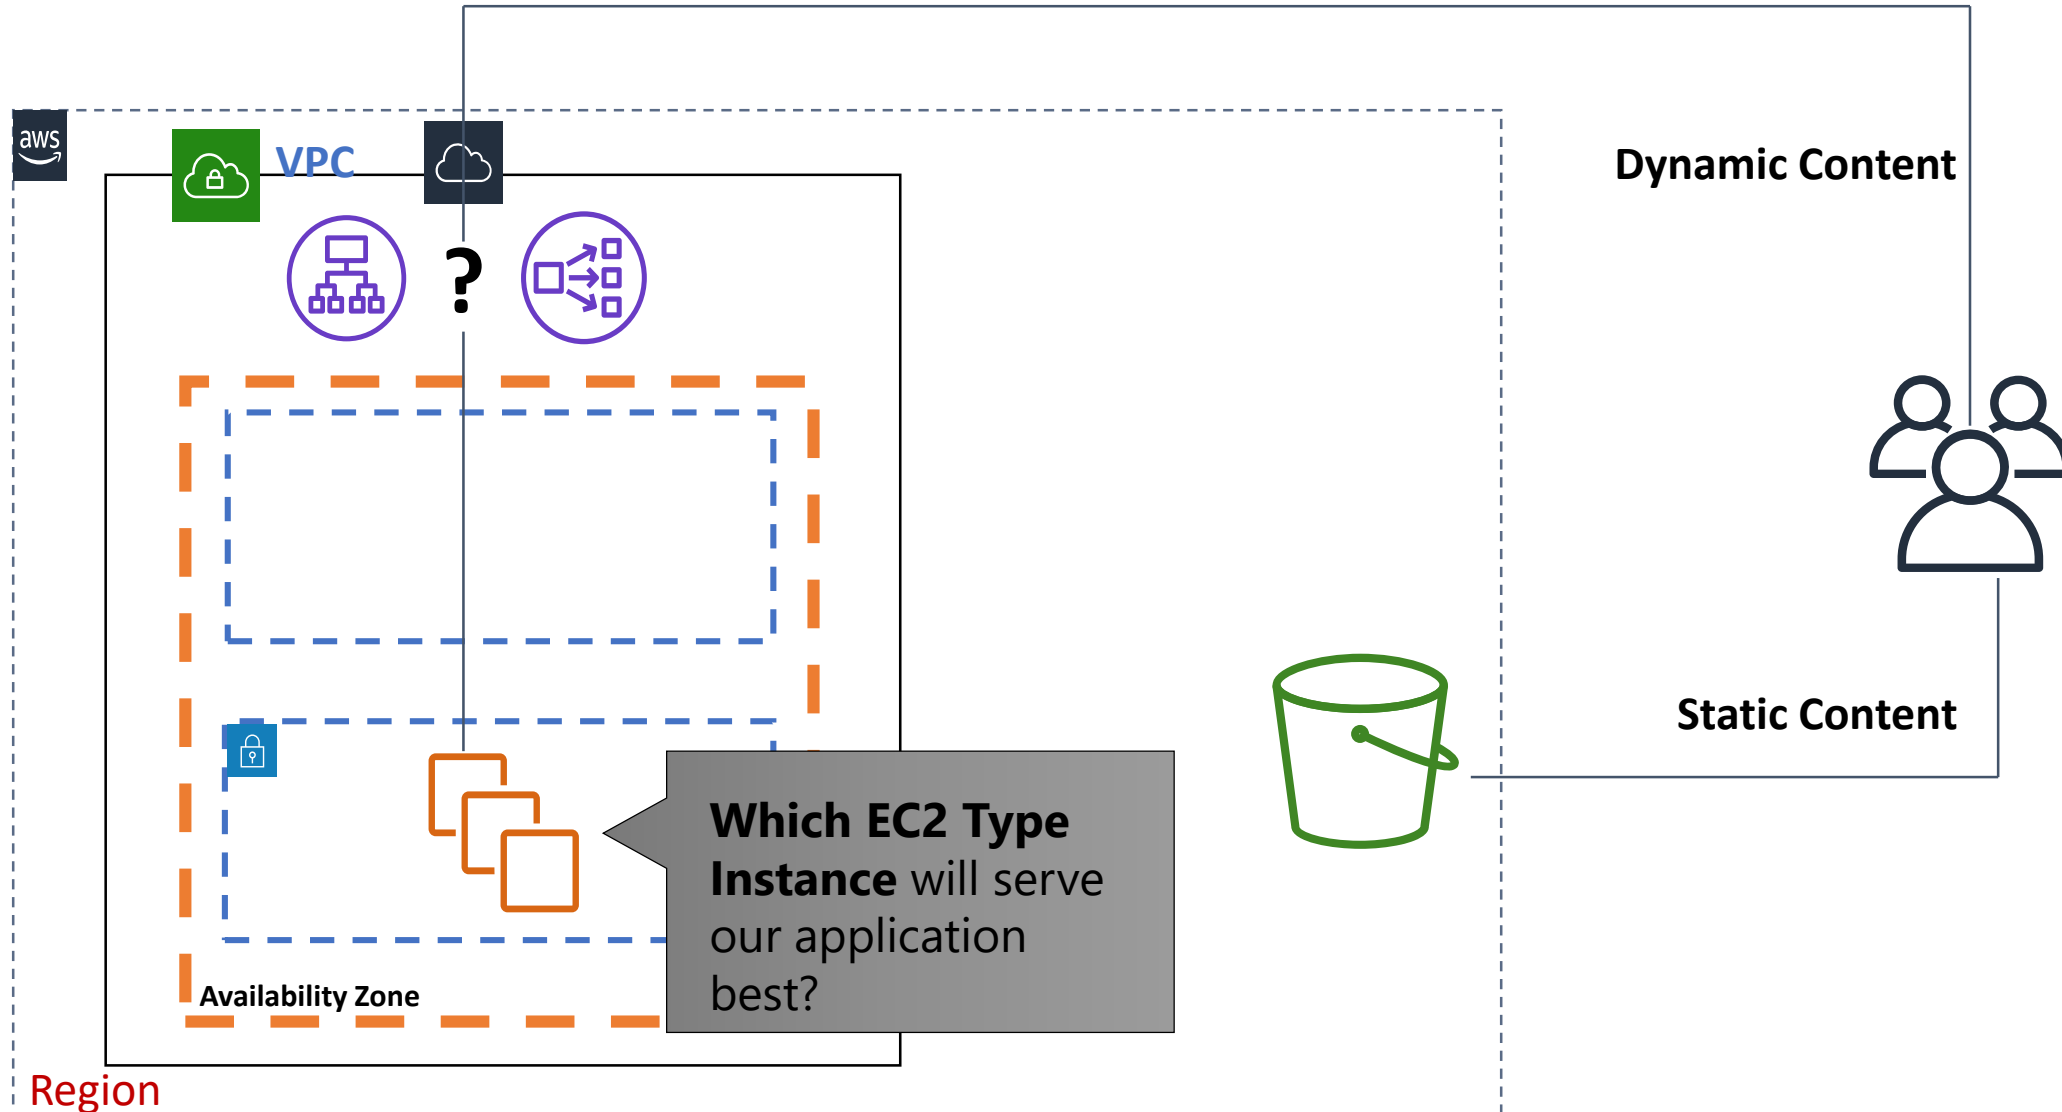 aws
VPC
?
Dynamic Content
Static Content
Which EC2 Type
Instance will serve
our application
best?
Availability Zone
Region